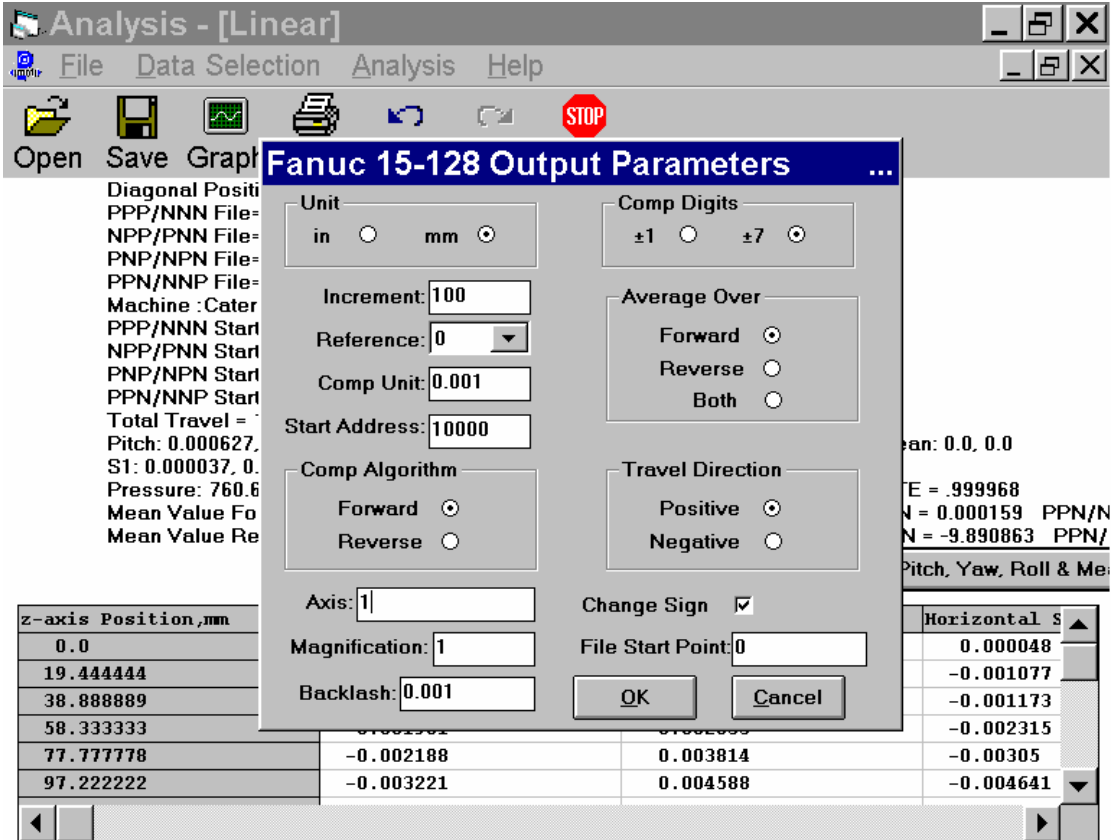 Analysis - [Linear]
File Data Selection Analysis Help
Open Save Graph STOP
Fanuc 15-128 Output Parameters ...
Diagonal Positi
PPP/NNN File=
NPP/PNN File=
PNP/NPN File=
PPN/NNP File=
Machine :Cater
PPP/NNN Start
NPP/PNN Start
PNP/NPN Start
PPN/NNP Start
Total Travel =
Pitch: 0.000627,
S1: 0.000037, 0.
Pressure: 760.6
Mean Value Fo
Mean Value Re
Unit
in mm
Comp Digits
±1 ±7
Increment: 100
Reference: 0
Comp Unit: 0.001
Start Address: 10000
Average Over
Forward
Reverse
Both
Comp Algorithm
Forward
Reverse
Travel Direction
Positive
Negative
Axis: 1
Magnification: 1
Backlash: 0.001
Change Sign
File Start Point: 0
OK Cancel
ean: 0.0, 0.0
TE = .999968
N = 0.000159 PPN/N
N = -9.890863 PPN/
Pitch, Yaw, Roll & Me
z-axis Position,mm Horizontal S
0.0 0.000048
19.444444 -0.001077
38.888889 -0.001173
58.333333 -0.002315
77.777778 -0.002188 0.003814 -0.00305
97.222222 -0.003221 0.004588 -0.004641